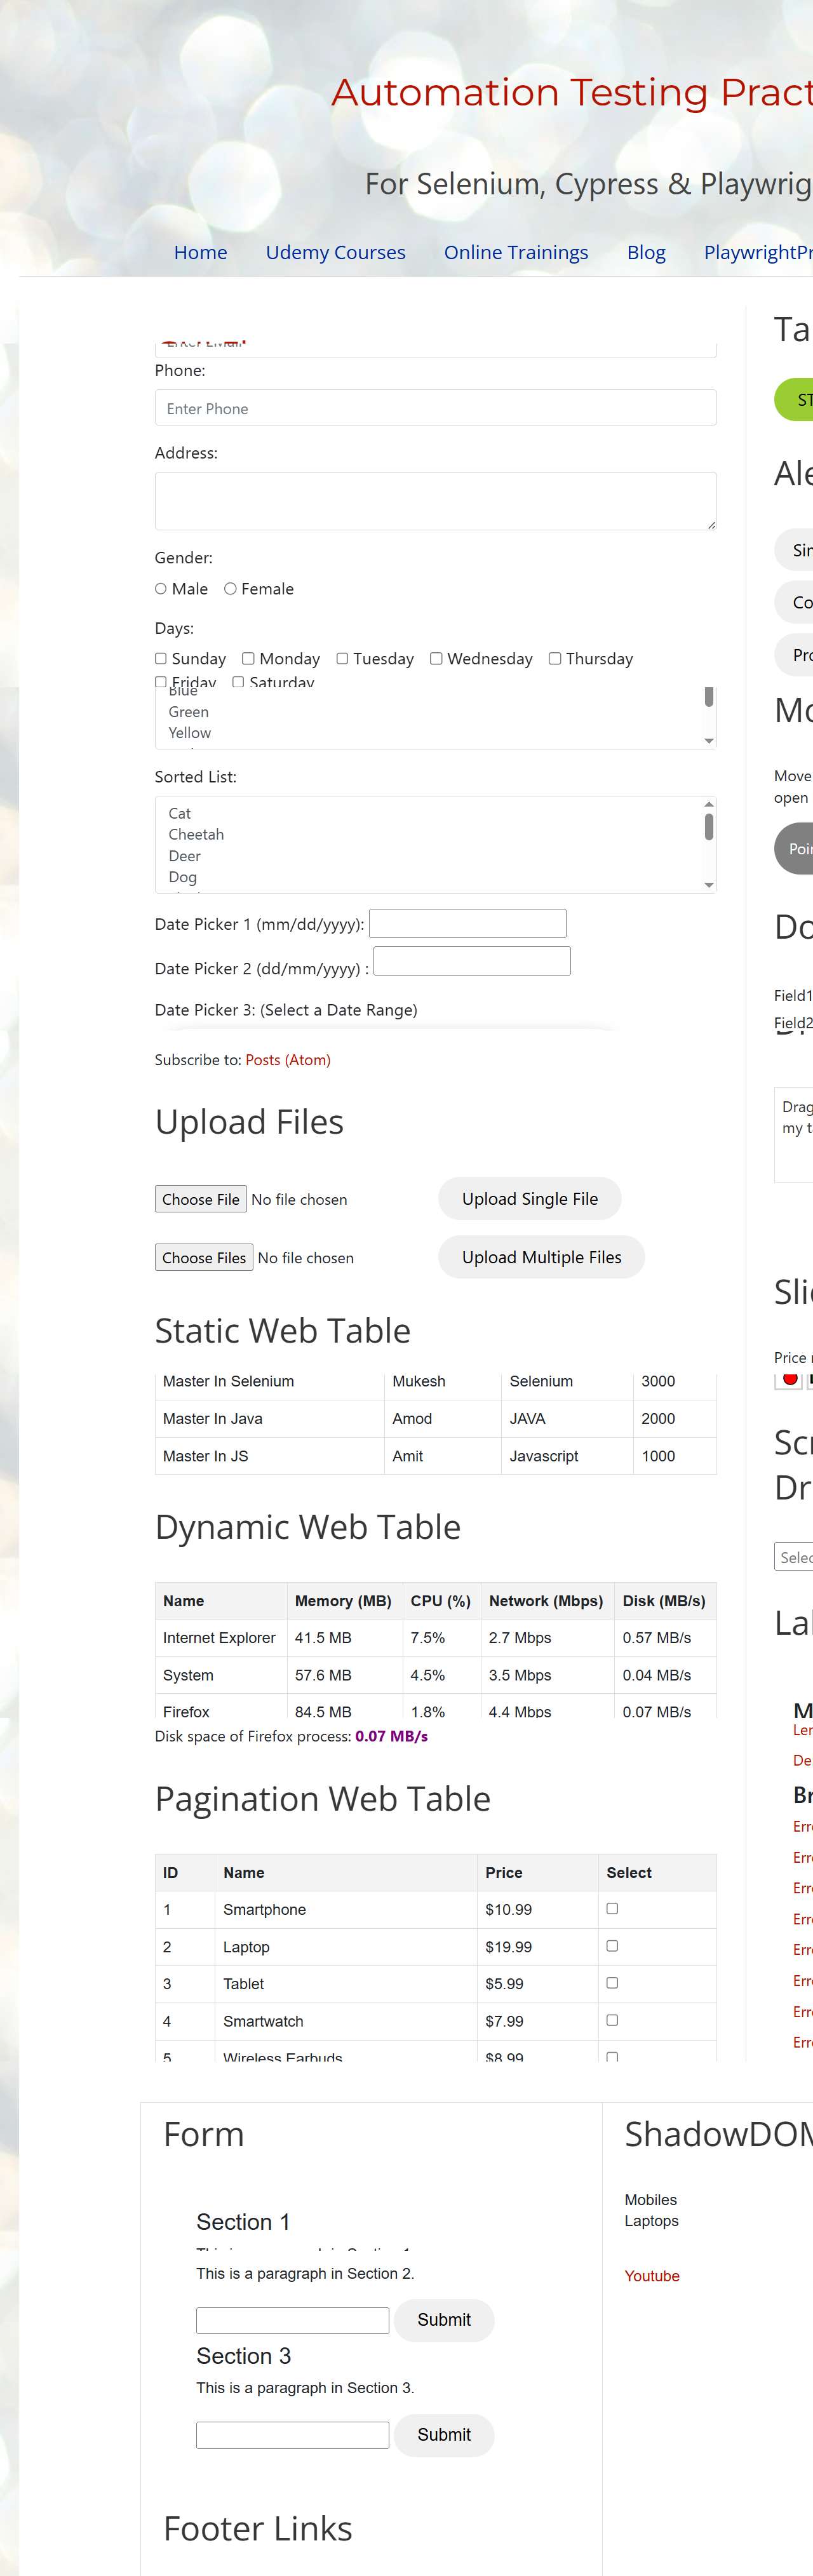 Automation Testing Pract
For Selenium, Cypress & Playwrig
Home Udemy Courses Online Trainings Blog PlaywrightPr
Phone:
Enter Phone
Address:
Gender:
Male Female
Days:
Sunday Monday Tuesday Wednesday Thursday
Friday Saturday
Blue
Green
Yellow
Sorted List:
Cat
Cheetah
Deer
Dog
Date Picker 1 (mm/dd/yyyy):
Date Picker 2 (dd/mm/yyyy) :
Date Picker 3: (Select a Date Range)
Subscribe to: Posts (Atom)
Upload Files
Choose File No file chosen Upload Single File
Choose Files No file chosen Upload Multiple Files
Static Web Table
Master In Selenium Mukesh Selenium 3000
Master In Java Amod JAVA 2000
Master In JS Amit Javascript 1000
Dynamic Web Table
Name Memory (MB) CPU (%) Network (Mbps) Disk (MB/s)
Internet Explorer 41.5 MB 7.5% 2.7 Mbps 0.57 MB/s
System 57.6 MB 4.5% 3.5 Mbps 0.04 MB/s
Firefox 84.5 MB 1.8% 4.4 Mbps 0.07 MB/s
Disk space of Firefox process: 0.07 MB/s
Pagination Web Table
ID Name Price Select
1 Smartphone $10.99
2 Laptop $19.99
3 Tablet $5.99
4 Smartwatch $7.99
5 Wireless Earbuds $8.99
Ta
ST
Ale
Sim
Co
Pro
Mo
Move
open
Poi
Do
Field1
Field2
Drag
my t
Sli
Price
Scr
Dr
Selec
La
M
Ler
De
Br
Erro
Erro
Erro
Erro
Erro
Erro
Erro
Erro
Form
Section 1
This is a paragraph in Section 2.
Submit
Section 3
This is a paragraph in Section 3.
Submit
Footer Links
ShadowDOM
Mobiles
Laptops
Youtube